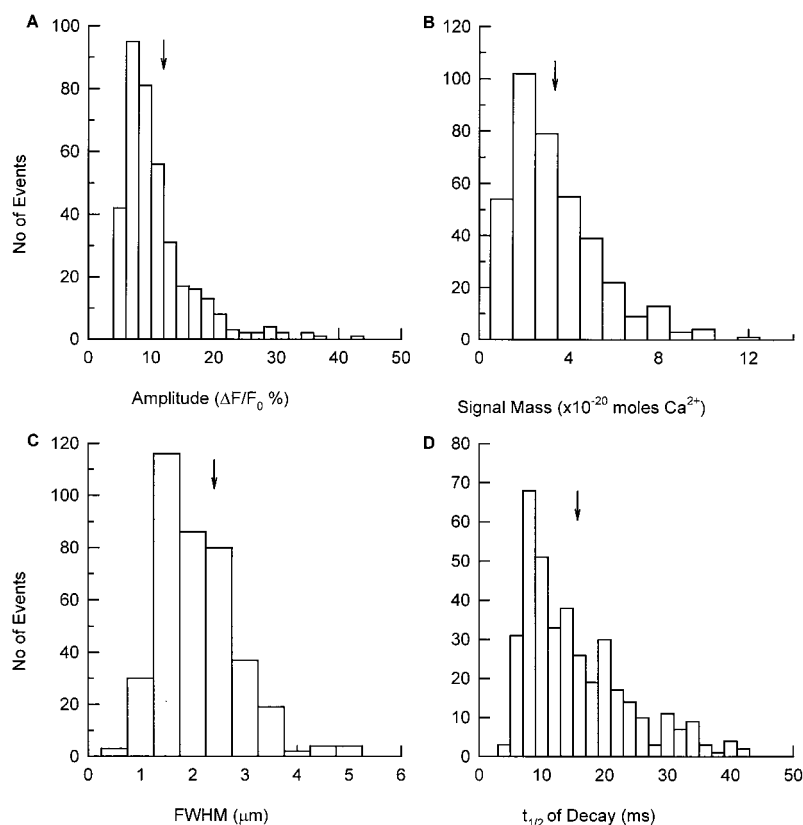 A
No of Events
100
80
60
40
20
0
0 10 20 30 40 50
Amplitude (ΔF/F₀ %)
B
120
100
80
60
40
20
0
0 4 8 12
Signal Mass (x10⁻²⁰ moles Ca²⁺)
C
No of Events
120
100
80
60
40
20
0
0 1 2 3 4 5 6
FWHM (μm)
D
80
70
60
50
40
30
20
10
0
0 10 20 30 40 50
t₁/₂ of Decay (ms)